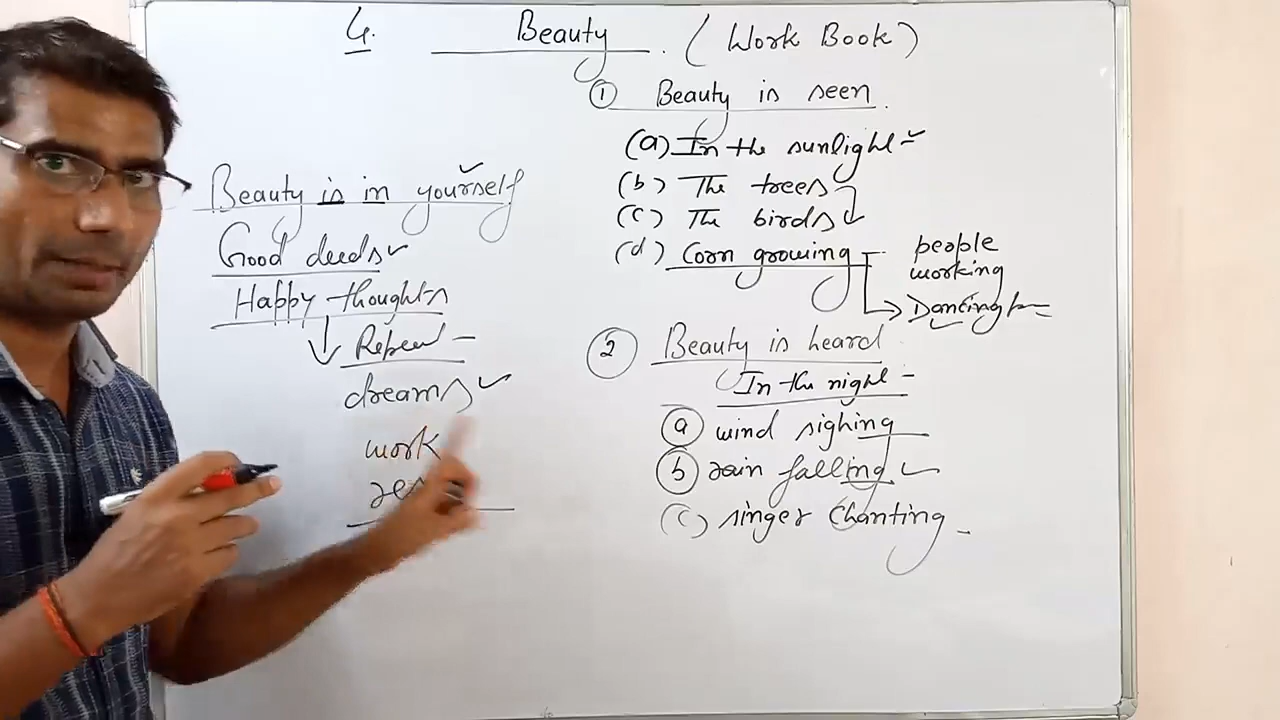 4. Beauty. (Work Book)
① Beauty is seen.
(a) In the sunlight
(b) The trees
(c) The birds
(d) Corn growing
people
working
Dancing
② Beauty is heard
In the night
ⓐ wind sighing
ⓑ rain falling
(c) singer chanting
Beauty is in yourself
Good deeds
Happy thoughts
dreams
work